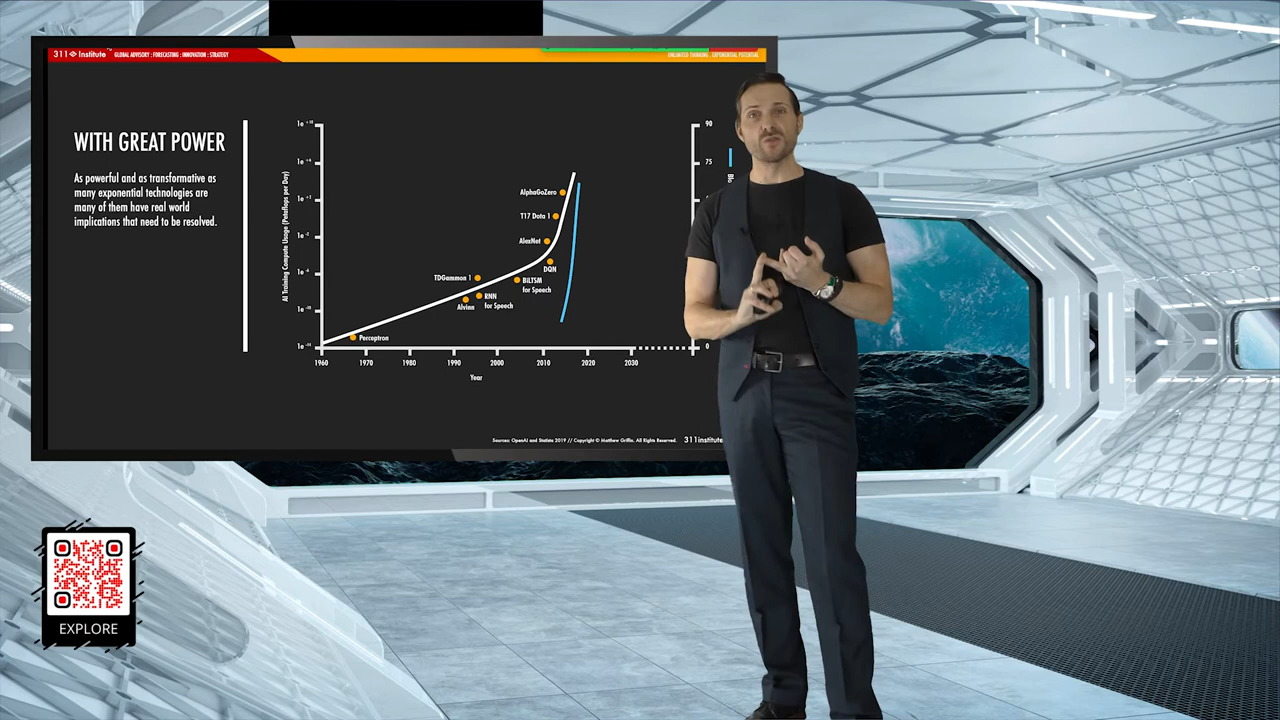 311 Institute
GLOBAL ADVISORY : FORECASTING : INNOVATION : STRATEGY
UNLIMITED THINKING . EXPONENTIAL POTENTIAL
WITH GREAT POWER
As powerful and as transformative as
many exponential technologies are
many of them have real world
implications that need to be resolved.
AI Training Compute Usage (Petaflops per Day)
AlphaGoZero
T17 Dota 1
AlexNet
DQN
TDGammon 1
BiLTSM
for Speech
RNN
for Speech
Alvinn
Perceptron
90
75
0
1960 1970 1980 1990 2000 2010 2020 2030
Year
Sources: OpenAI and Statista 2019 // Copyright © Matthew Griffin. All Rights Reserved.
311institute
EXPLORE